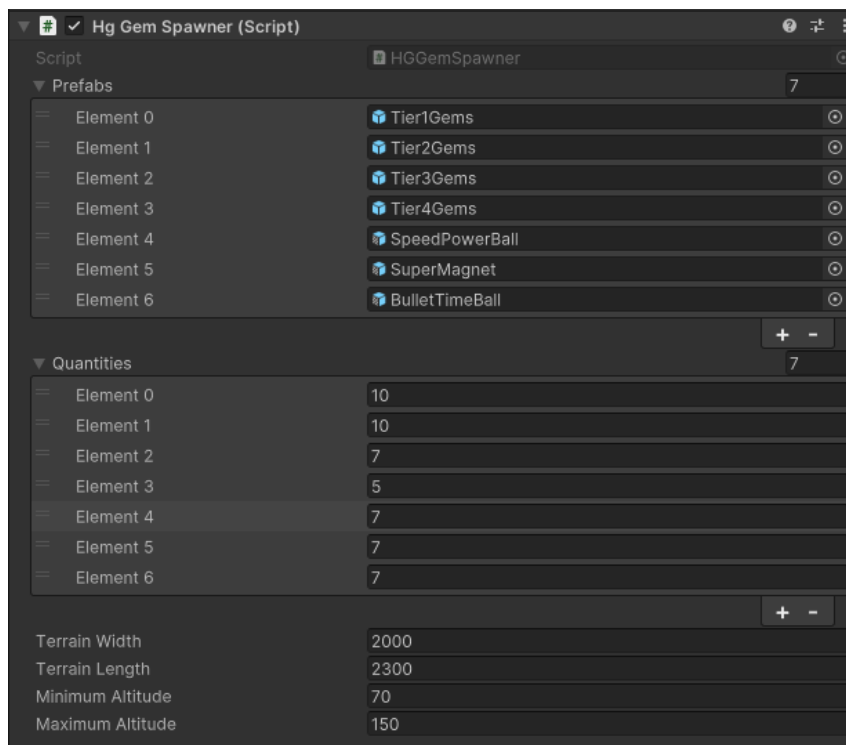 Hg Gem Spawner (Script)
Script HGGemSpawner
Prefabs 7
Element 0 Tier1Gems
Element 1 Tier2Gems
Element 2 Tier3Gems
Element 3 Tier4Gems
Element 4 SpeedPowerBall
Element 5 SuperMagnet
Element 6 BulletTimeBall
+ -
Quantities 7
Element 0 10
Element 1 10
Element 2 7
Element 3 5
Element 4 7
Element 5 7
Element 6 7
+ -
Terrain Width 2000
Terrain Length 2300
Minimum Altitude 70
Maximum Altitude 150